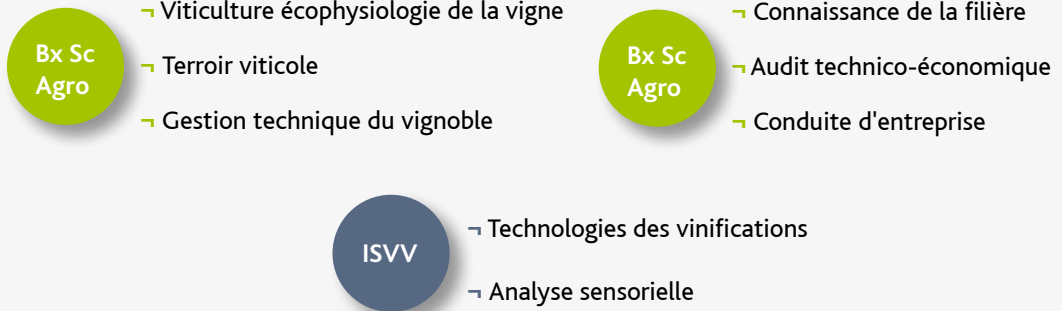 Bx Sc
Agro
¬ Viticulture écophysiologie de la vigne
¬ Terroir viticole
¬ Gestion technique du vignoble
Bx Sc
Agro
¬ Connaissance de la filière
¬ Audit technico-économique
¬ Conduite d'entreprise
ISVV
¬ Technologies des vinifications
¬ Analyse sensorielle